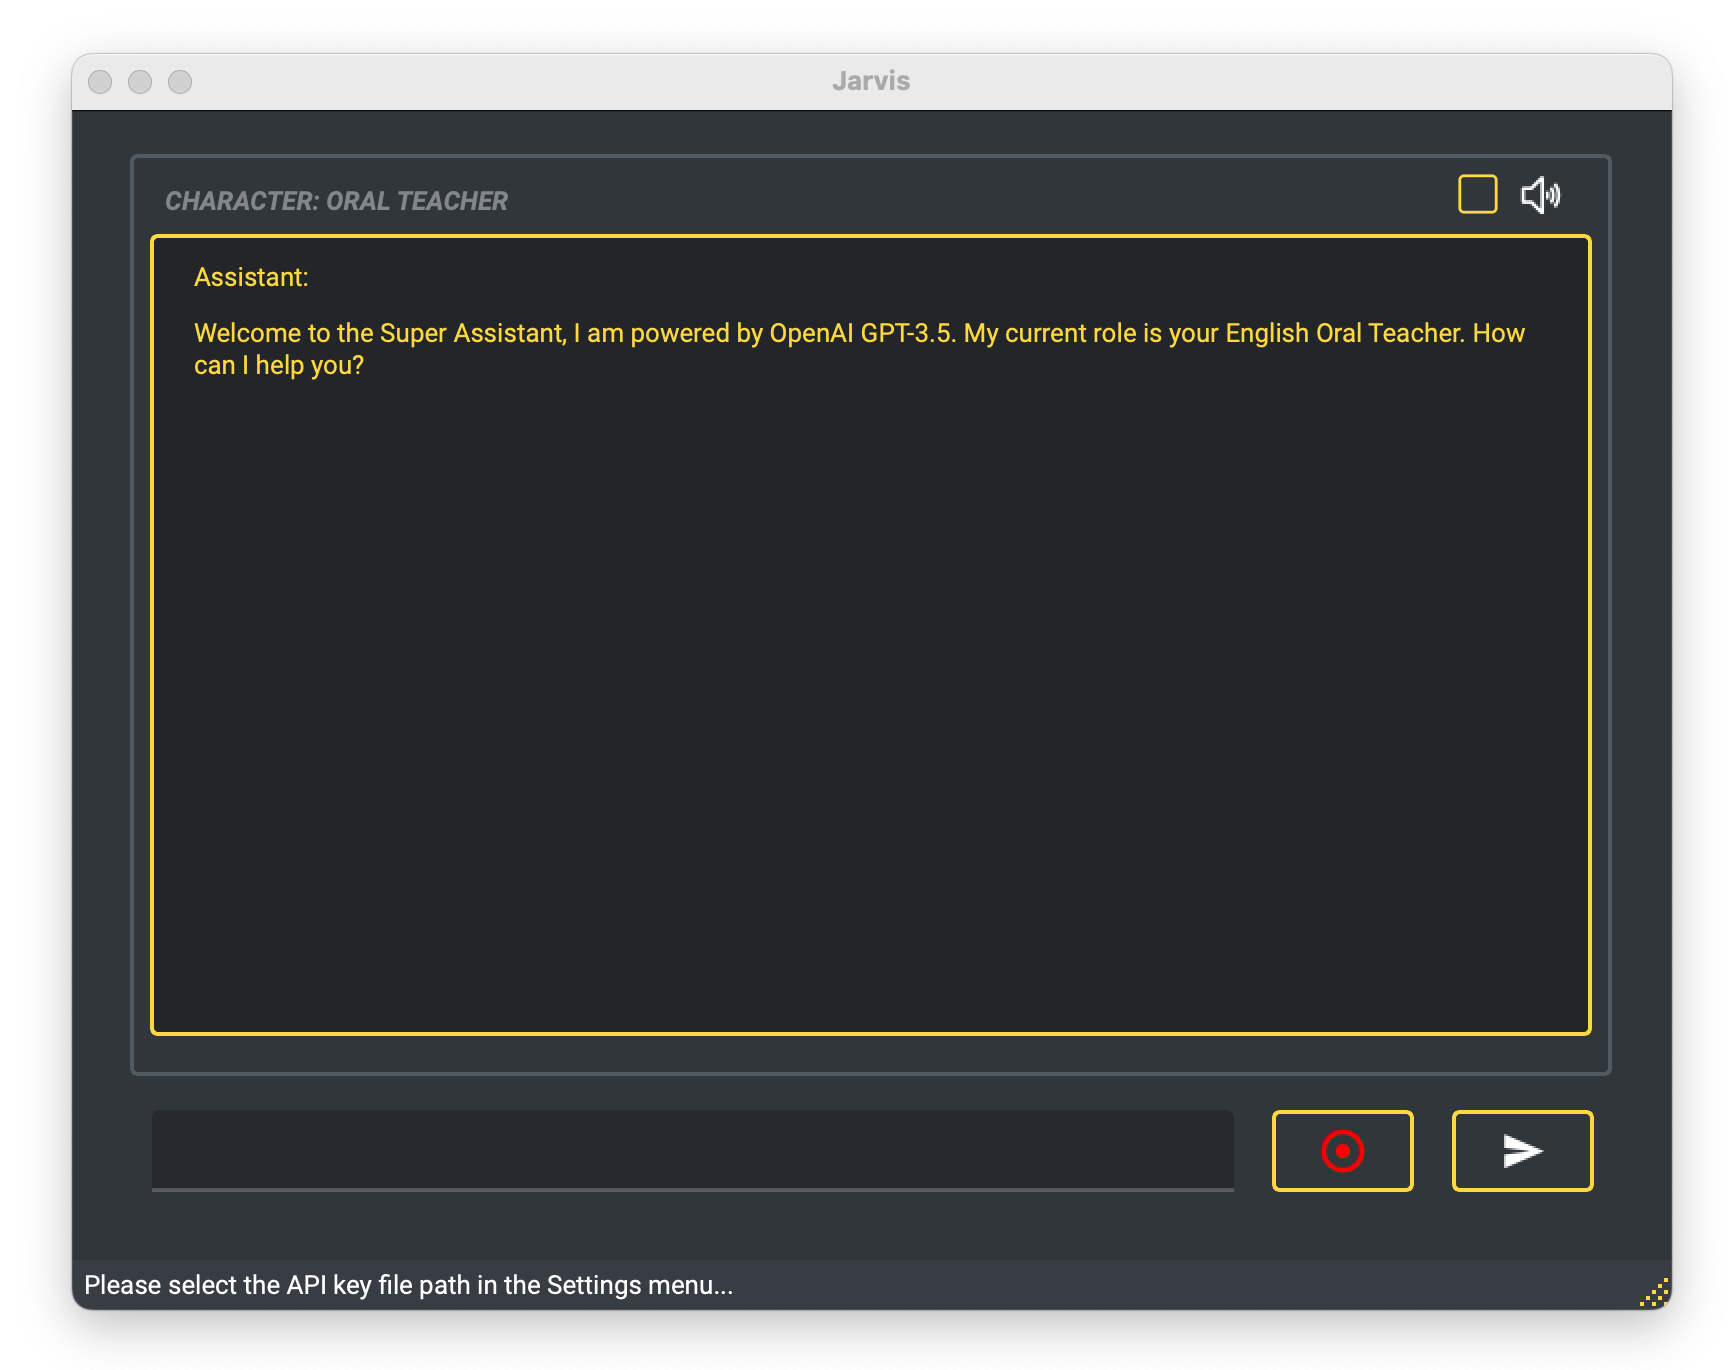 Jarvis
CHARACTER: ORAL TEACHER
Assistant:
Welcome to the Super Assistant, I am powered by OpenAI GPT-3.5. My current role is your English Oral Teacher. How
can I help you?
Please select the API key file path in the Settings menu...